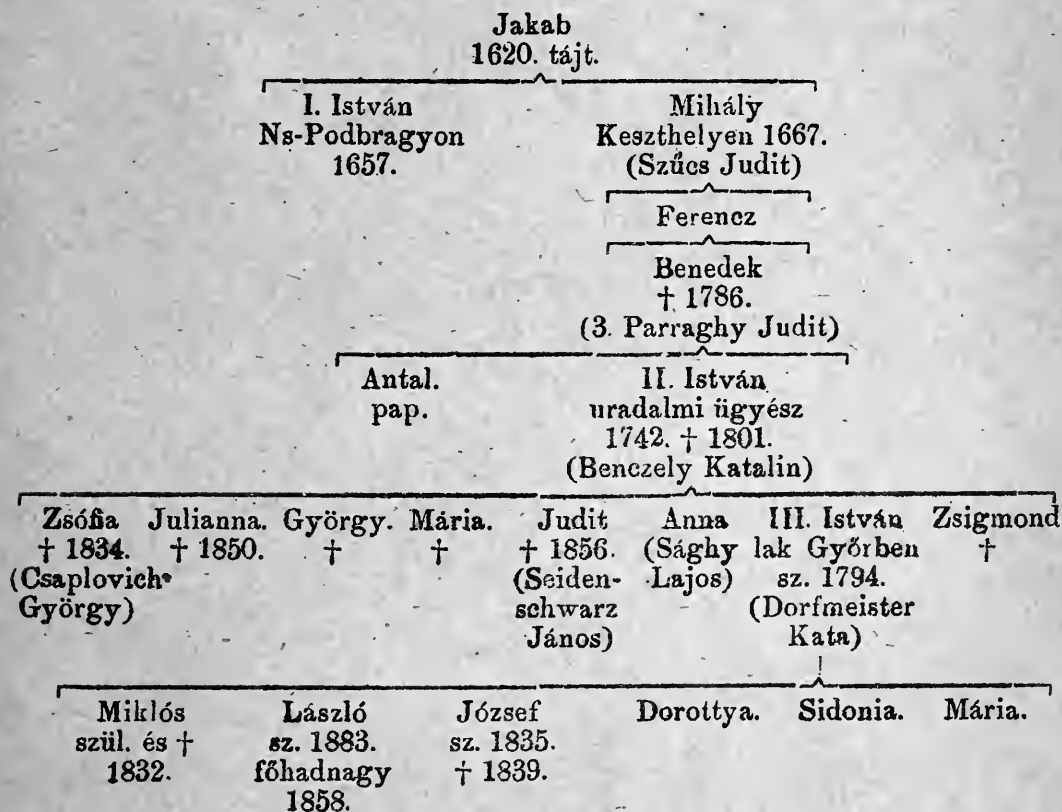 Jakab
1620. tájt.
I. István Mihály
Ns-Podbragyon Keszthelyen 1667.
1657. (Szűcs Judit)
Ferencz
Benedek
† 1786.
(3. Parraghy Judit)
Antal. II. István
pap. uradalmi ügyész
1742. † 1801.
(Benczely Katalin)
Zsófia Julianna. György. Mária. Judit Anna III. István Zsigmond
† 1834. † 1850. † † † 1856. (Sághy lak Győrben †
(Csaplovich (Seiden- Lajos) sz. 1794.
György) schwarz (Dorfmeister
János) Kata)
Miklós László József Dorottya. Sidonia. Mária.
szül. és † sz. 1883. sz. 1835.
1832. főhadnagy † 1839.
1858.